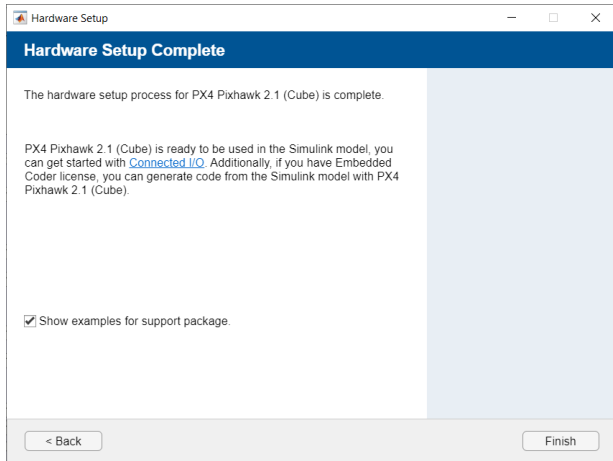 Hardware Setup
Hardware Setup Complete
The hardware setup process for PX4 Pixhawk 2.1 (Cube) is complete.
PX4 Pixhawk 2.1 (Cube) is ready to be used in the Simulink model, you
can get started with Connected I/O. Additionally, if you have Embedded
Coder license, you can generate code from the Simulink model with PX4
Pixhawk 2.1 (Cube).
Show examples for support package.
< Back
Finish